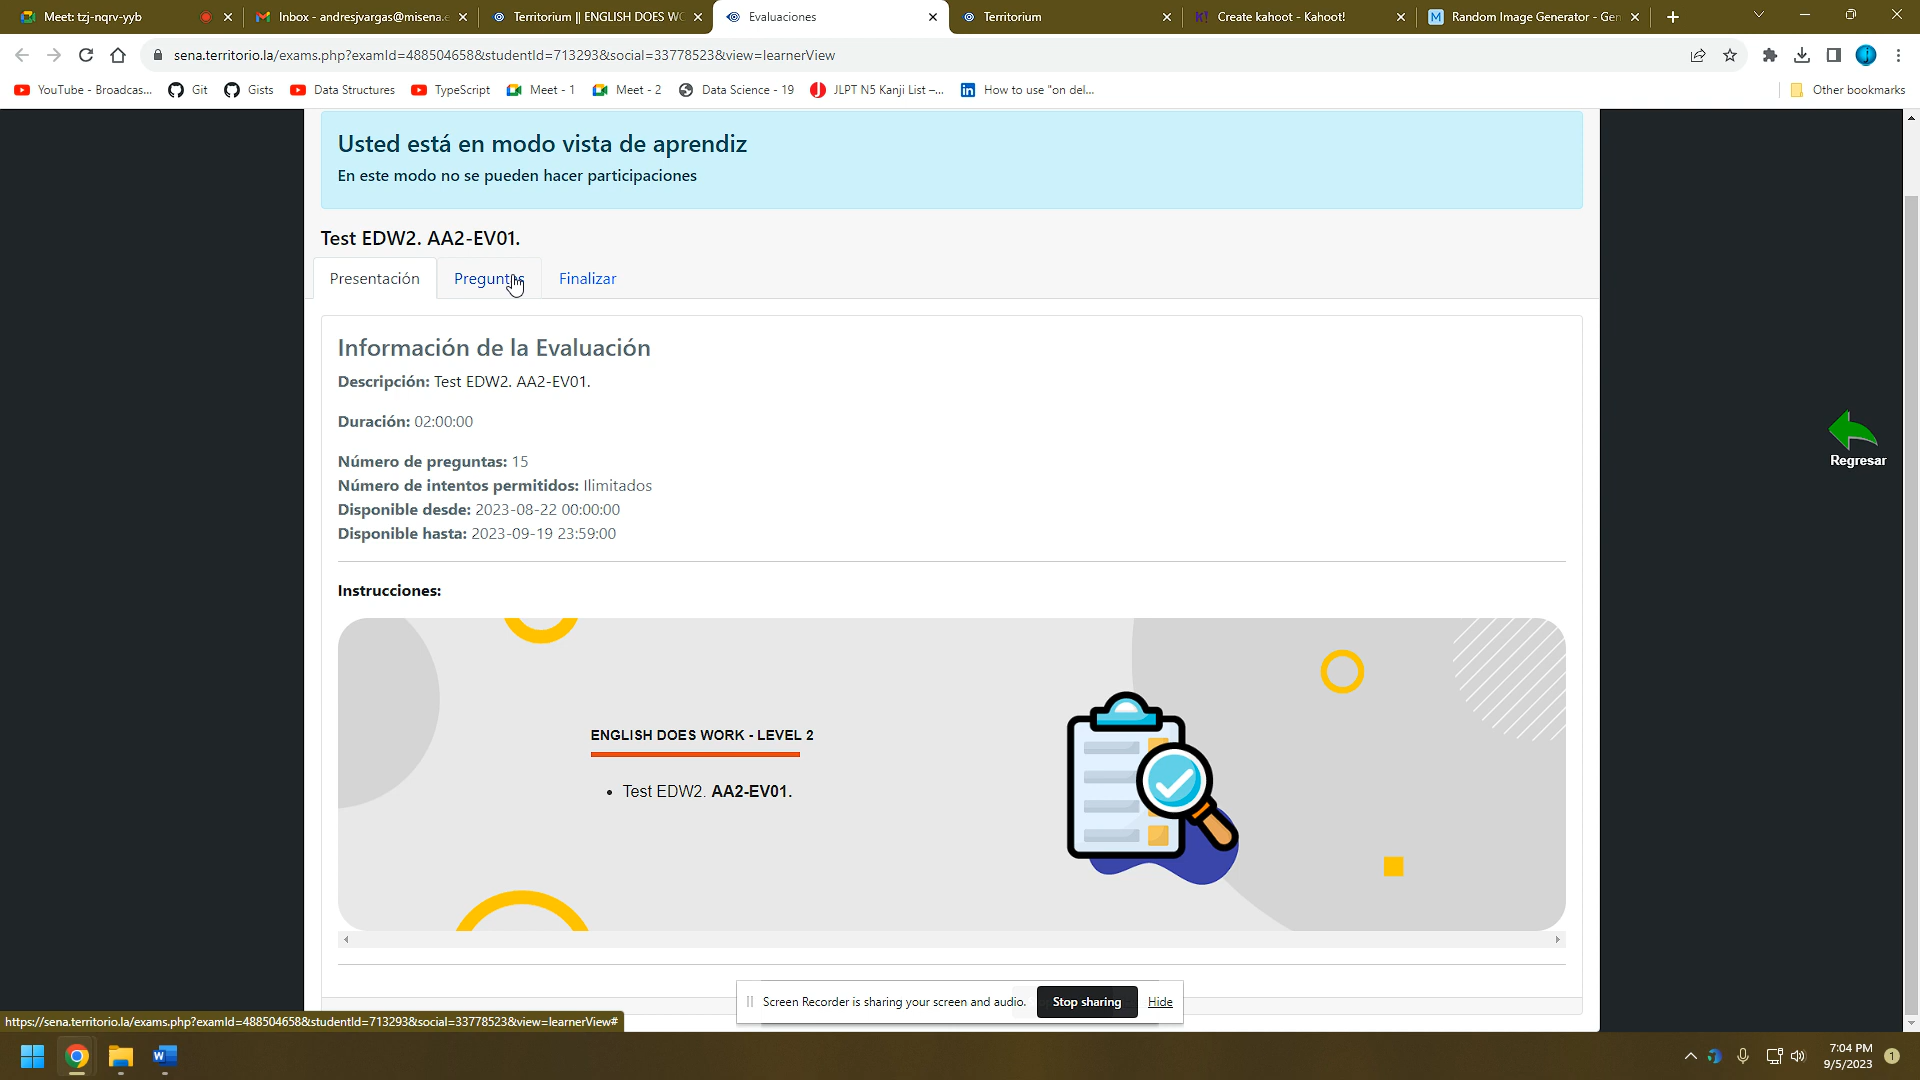 Meet: tzj-nqrv-yyb
Inbox - andresjvargas@misena.e
Territorium || ENGLISH DOES WO
Evaluaciones
Territorium
Create kahoot - Kahoot!
Random Image Generator - Gen
sena.territorio.la/exams.php?examId=488504658&studentId=713293&social=33778523&view=learnerView
YouTube - Broadcas...
Git
Gists
Data Structures
TypeScript
Meet - 1
Meet - 2
Data Science - 19
JLPT N5 Kanji List –...
How to use "on del...
Other bookmarks
Usted está en modo vista de aprendiz
En este modo no se pueden hacer participaciones
Test EDW2. AA2-EV01.
Presentación
Preguntas
Finalizar
Información de la Evaluación
Descripción: Test EDW2. AA2-EV01.
Duración: 02:00:00
Número de preguntas: 15
Número de intentos permitidos: Ilimitados
Disponible desde: 2023-08-22 00:00:00
Disponible hasta: 2023-09-19 23:59:00
Regresar
Instrucciones:
ENGLISH DOES WORK - LEVEL 2
• Test EDW2. AA2-EV01.
Screen Recorder is sharing your screen and audio.
Stop sharing
Hide
https://sena.territorio.la/exams.php?examId=488504658&studentId=713293&social=33778523&view=learnerView#
7:04 PM
9/5/2023
1